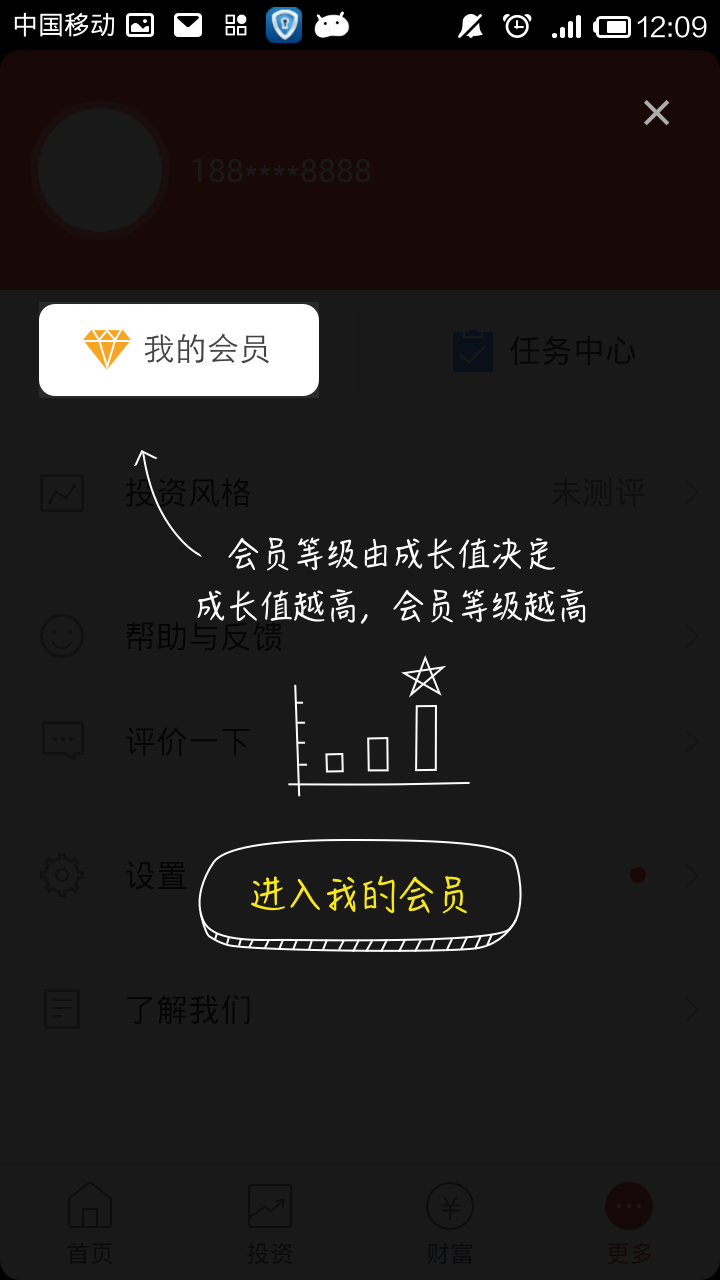 中国移动
12:09
188****8888
我的会员
任务中心
投资风格
未测评
会员等级由成长值决定
成长值越高，会员等级越高
帮助与反馈
评价一下
设置
进入我的会员
了解我们
首页
投资
财富
更多